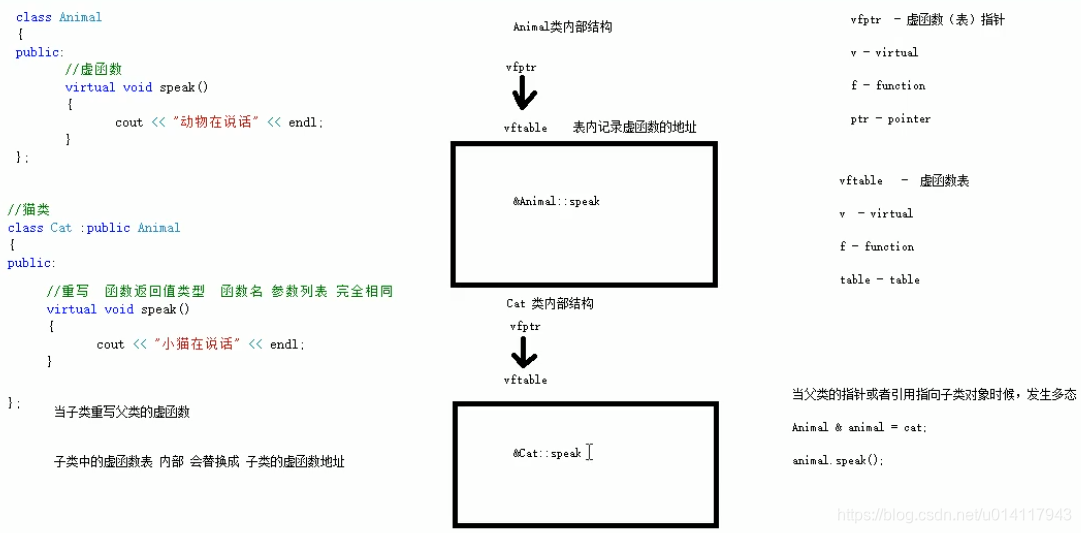 class Animal
{
public:
//虚函数
virtual void speak()
{
cout << "动物在说话" << endl;
}
};
//猫类
class Cat :public Animal
{
public:
//重写 函数返回值类型 函数名 参数列表 完全相同
virtual void speak()
{
cout << "小猫在说话" << endl;
}
};
当子类重写父类的虚函数
子类中的虚函数表 内部 会替换成 子类的虚函数地址
Animal类内部结构
vfptr
vftable 表内记录虚函数的地址
&Animal::speak
Cat 类内部结构
vfptr
vftable
&Cat::speak
vfptr - 虚函数（表）指针
v - virtual
f - function
ptr - pointer
vftable - 虚函数表
v - virtual
f - function
table - table
当父类的指针或者引用指向子类对象时候，发生多态
Animal & animal = cat;
animal.speak();
https://blog.csdn.net/u014117943